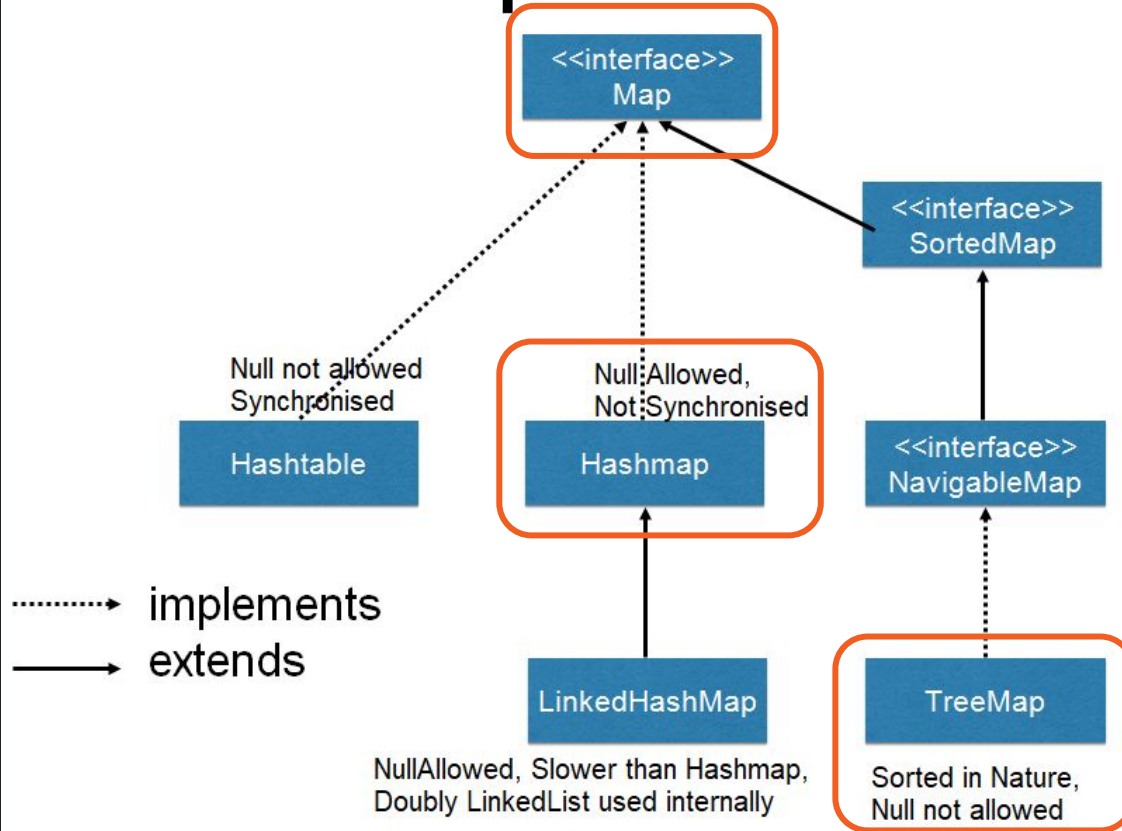 <<interface>>
Map
<<interface>>
SortedMap
Null not allowed
Synchronised
Null Allowed,
Not Synchronised
Hashtable
Hashmap
<<interface>>
NavigableMap
implements
extends
LinkedHashMap
TreeMap
NullAllowed, Slower than Hashmap,
Doubly LinkedList used internally
Sorted in Nature,
Null not allowed